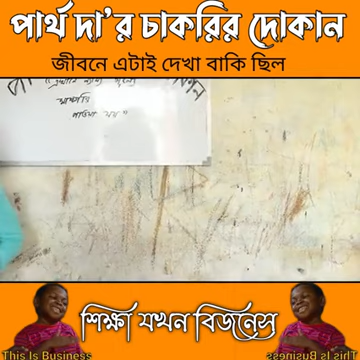 পার্থ দা'র চাকরির দোকান
জীবনে এটাই দেখা বাকি ছিল
শিক্ষা যখন বিজনেস
This Is Business
This Is Business